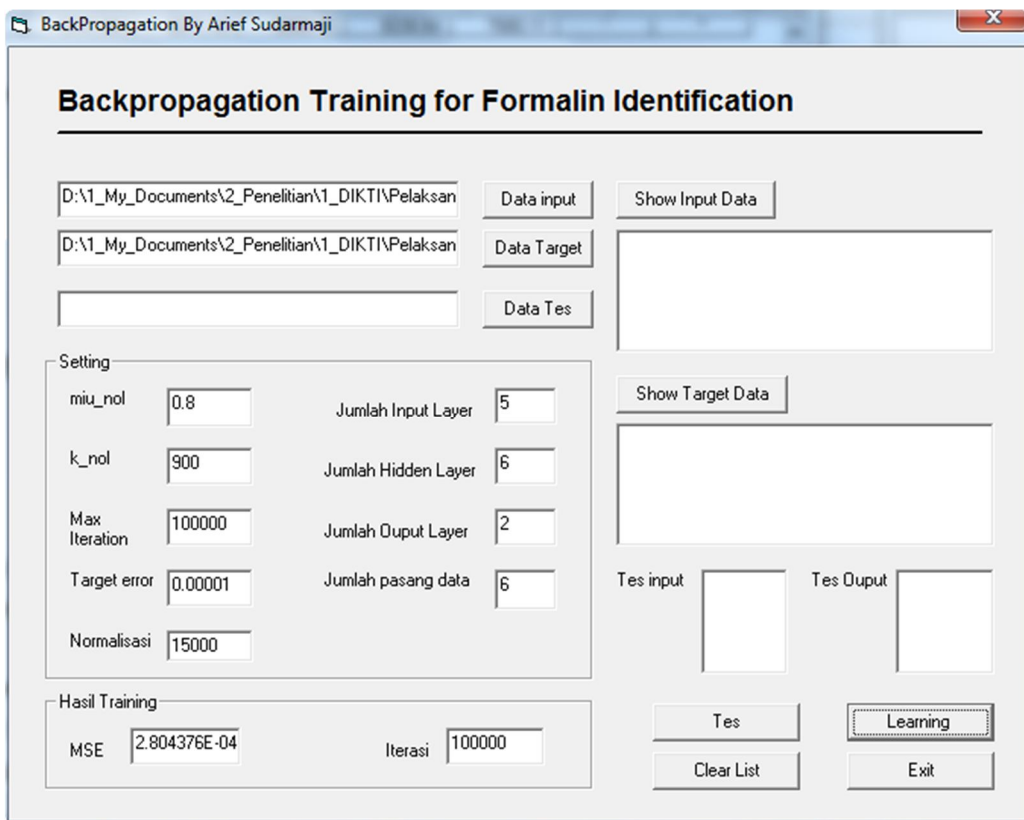 BackPropagation By Arief Sudarmaji
Backpropagation Training for Formalin Identification
D:\1_My_Documents\2_Penelitian\1_DIKTI\Pelaksan
Data input
Show Input Data
D:\1_My_Documents\2_Penelitian\1_DIKTI\Pelaksan
Data Target
Data Tes
Setting
miu_nol
0.8
Jumlah Input Layer
5
Show Target Data
k_nol
900
Jumlah Hidden Layer
6
Max Iteration
100000
Jumlah Ouput Layer
2
Target error
0.00001
Jumlah pasang data
6
Tes input
Tes Ouput
Normalisasi
15000
Hasil Training
MSE
2.804376E-04
Iterasi
100000
Tes
Learning
Clear List
Exit